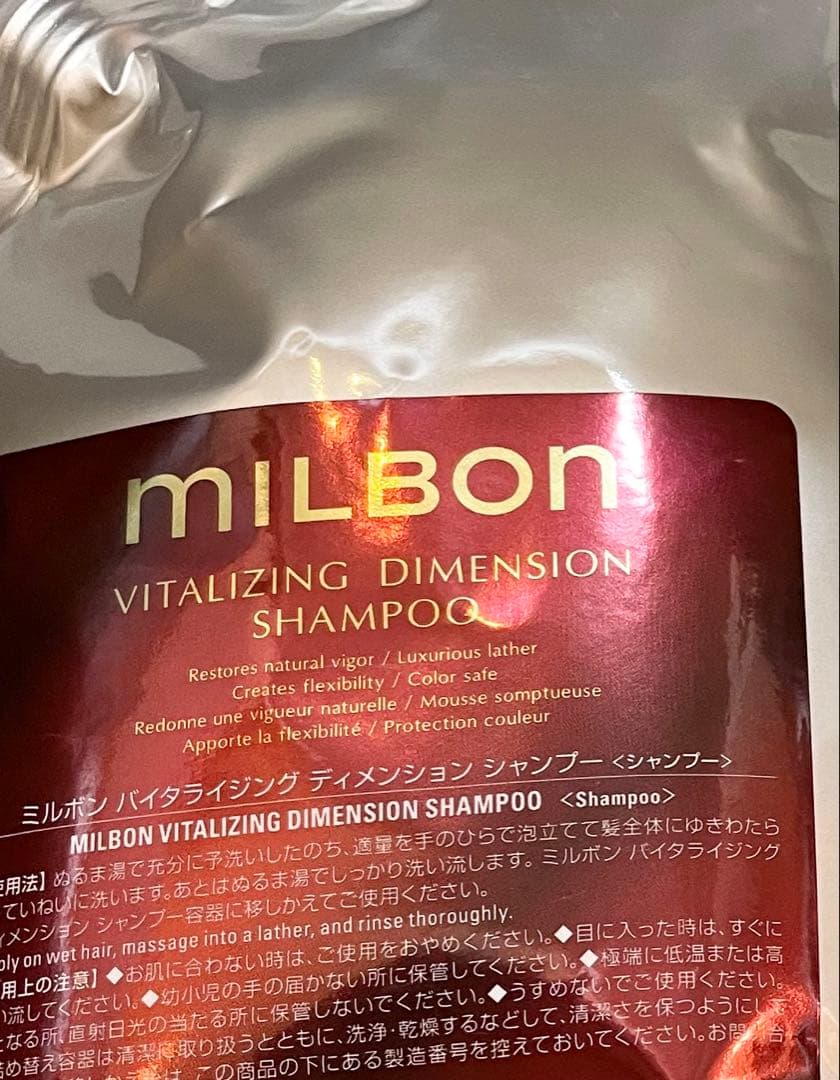 mILBon
VITALIZING DIMENSION
SHAMPOO
Restores natural vigor / Luxurious lather
Creates flexibility / Color safe
Redonne une vigueur naturelle / Mousse somptueuse
Apporte la flexibilité / Protection couleur
ミルボン バイタライジング ディメンション シャンプー <シャンプー>
MILBON VITALIZING DIMENSION SHAMPOO <Shampoo>
使用法】ぬるま湯で充分に予洗いしたのち、適量を手のひらで泡立てて髪全体にゆきわたら
ていねいに洗います。あとはぬるま湯でしっかり洗い流します。ミルボン バイタライジング
ィメンション シャンプー容器に移しかえてご使用ください。
ply on wet hair, massage into a lather, and rinse thoroughly.
用上の注意】◆お肌に合わない時は、ご使用をおやめください。◆目に入った時は、すぐに
い流してください。◆幼小児の手の届かない所に保管してください。◆極端に低温または高
となる所、直射日光の当たる所に保管しないでください。◆うすめないでご使用ください。
詰め替え容器は清潔に取り扱うとともに、洗浄・乾燥するなどして、清潔さを保つようにして
この商品の下にある製造番号を控えておいてください。お問